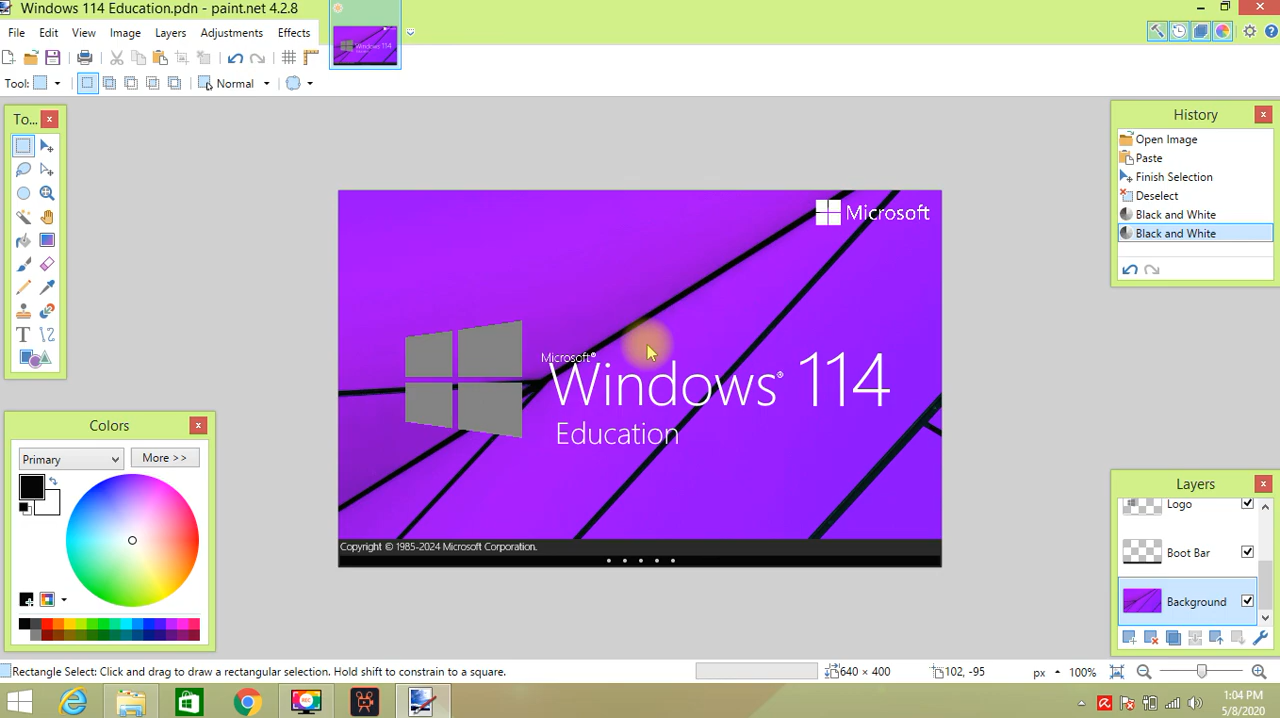 Windows 114 Education.pdn - paint.net 4.2.8
File Edit View Image Layers Adjustments Effects
Tool: Normal
To...
History
Open Image
Paste
Finish Selection
Deselect
Black and White
Black and White
Microsoft
Microsoft®
Windows® 114
Education
Copyright © 1985-2024 Microsoft Corporation.
Colors
Primary More >>
Layers
Logo
Boot Bar
Background
Rectangle Select: Click and drag to draw a rectangular selection. Hold shift to constrain to a square. 640 × 400 102, -95 px 100%
1:04 PM
5/8/2020